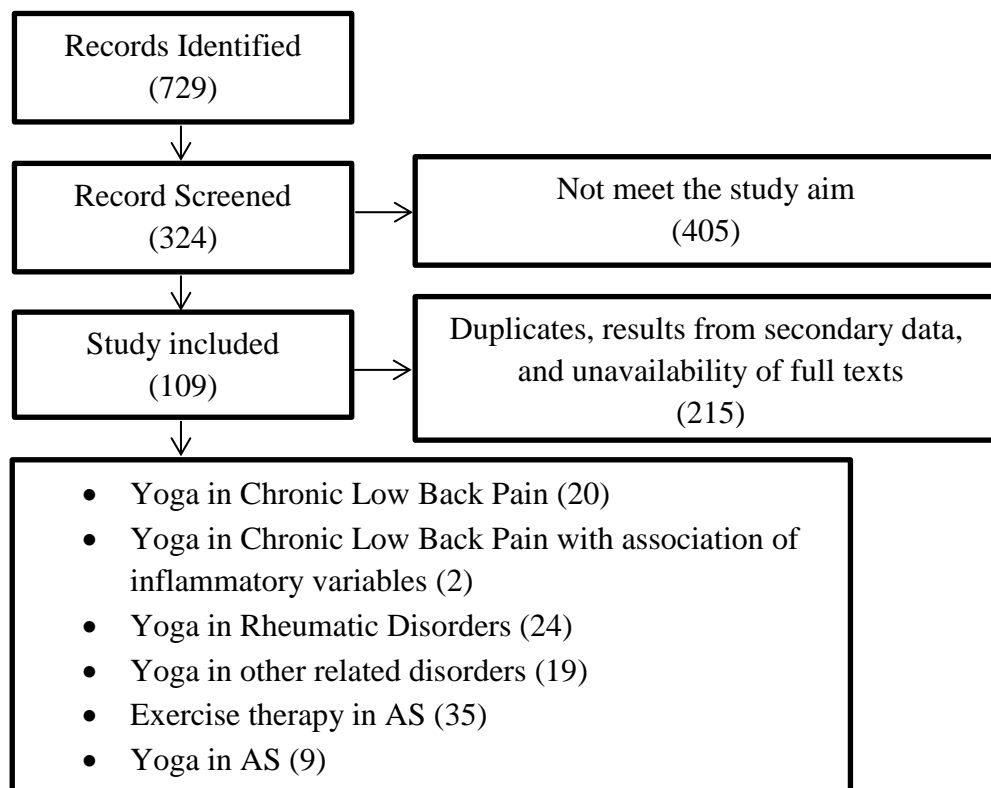 Records Identified
(729)
Record Screened
(324)
Not meet the study aim
(405)
Study included
(109)
Duplicates, results from secondary data,
and unavailability of full texts
(215)
• Yoga in Chronic Low Back Pain (20)
• Yoga in Chronic Low Back Pain with association of
inflammatory variables (2)
• Yoga in Rheumatic Disorders (24)
• Yoga in other related disorders (19)
• Exercise therapy in AS (35)
• Yoga in AS (9)